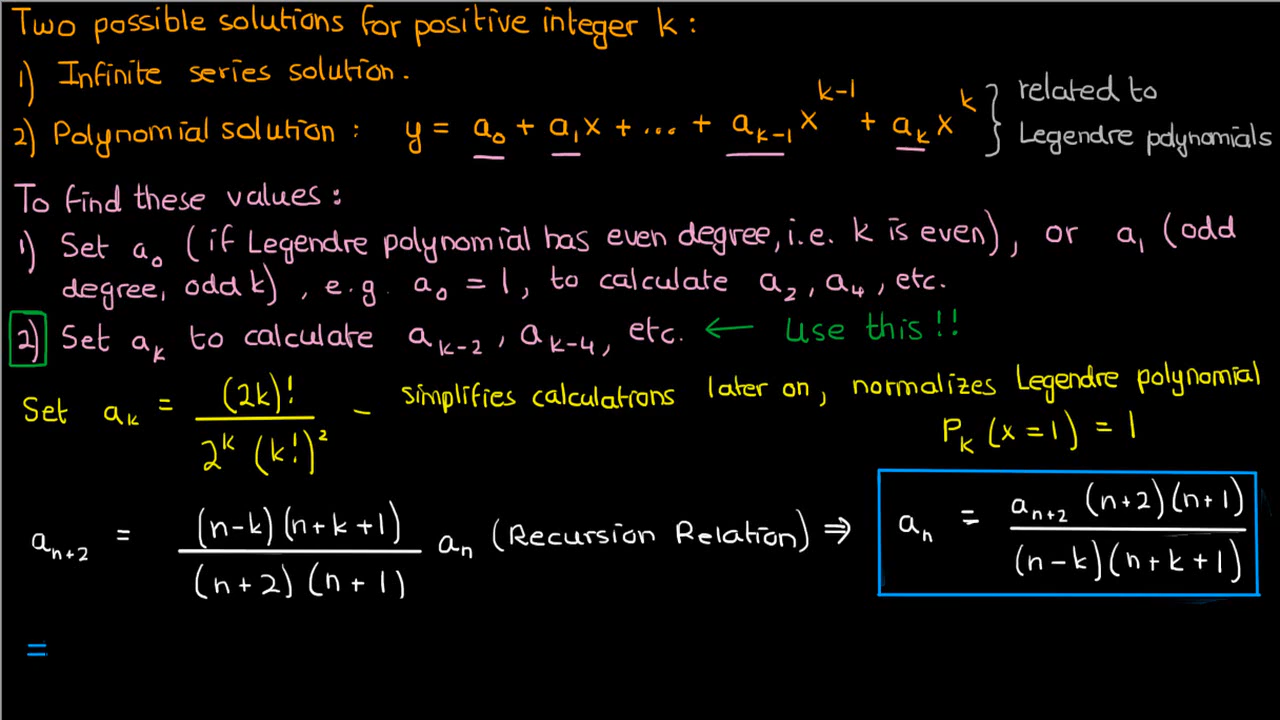 Two possible solutions for positive integer k:
1) Infinite series solution.
2) Polynomial solution: y = a₀ + a₁x + ... + aₖ₋₁xᵏ⁻¹ + aₖxᵏ } related to Legendre polynomials
To find these values:
1) Set a₀ (if Legendre polynomial has even degree, i.e. k is even), or a₁ (odd
degree, odd k), e.g. a₀ = 1, to calculate a₂, a₄, etc.
2) Set aₖ to calculate aₖ₋₂, aₖ₋₄, etc. ← Use this!!
Set aₖ = (2k)! / 2ᵏ (k!)² – simplifies calculations later on, normalizes Legendre polynomial
Pₖ (x=1) = 1
aₙ₊₂ = (n-k)(n+k+1) / (n+2)(n+1) aₙ (Recursion Relation) ⇒ aₙ = aₙ₊₂ (n+2)(n+1) / (n-k)(n+k+1)
=